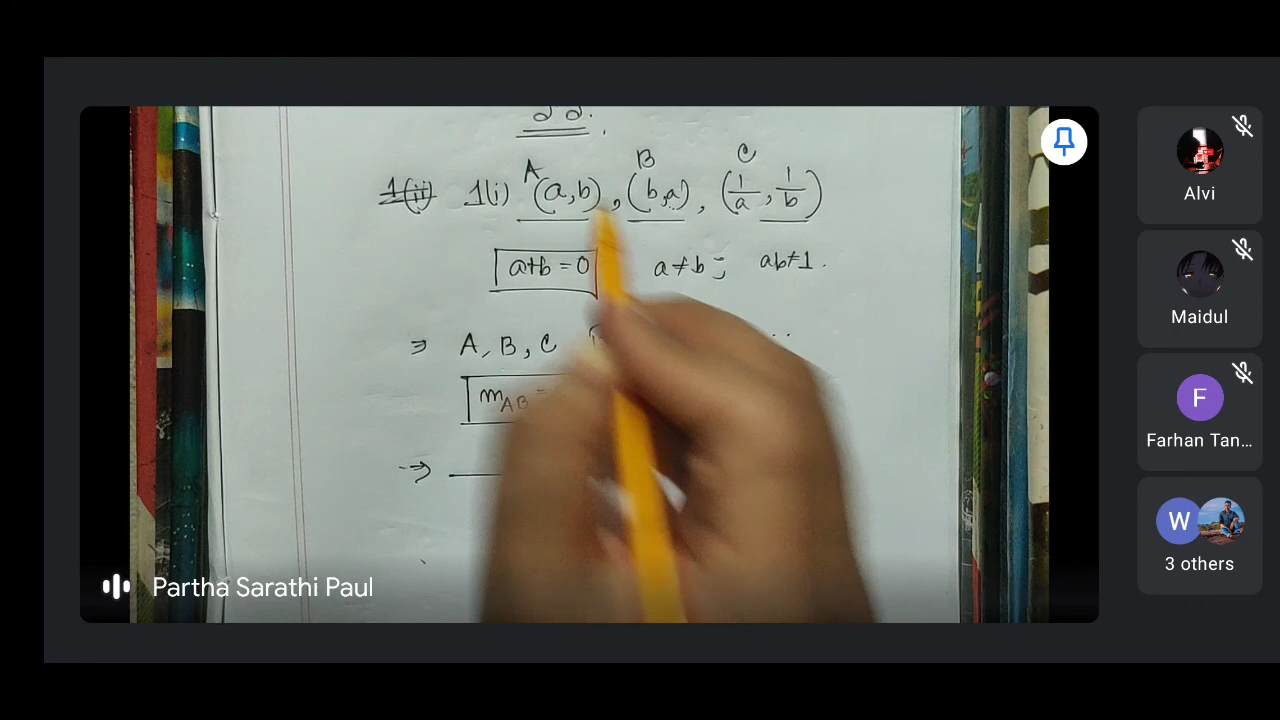 1(ii) 1(i) A(a,b), B(b,a), C(1/a, 1/b)
a+b=0 a≠b; ab≠1.
⇒ A, B, C
m_AB =
→
Partha Sarathi Paul
Alvi
Maidul
F
Farhan Tan...
W
3 others